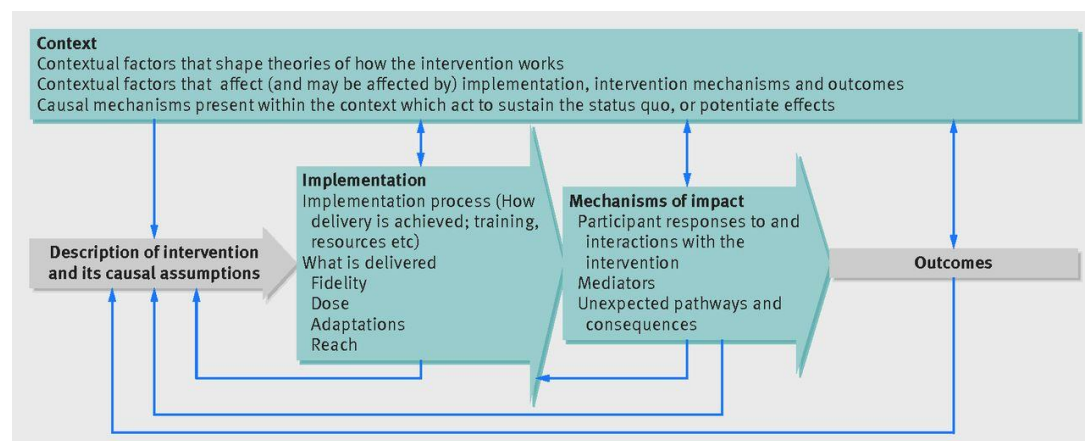 Context
Contextual factors that shape theories of how the intervention works
Contextual factors that affect (and may be affected by) implementation, intervention mechanisms and outcomes
Causal mechanisms present within the context which act to sustain the status quo, or potentiate effects
Description of intervention
and its causal assumptions
Implementation
Implementation process (How
delivery is achieved; training,
resources etc)
What is delivered
Fidelity
Dose
Adaptations
Reach
Mechanisms of impact
Participant responses to and
interactions with the
intervention
Mediators
Unexpected pathways and
consequences
Outcomes